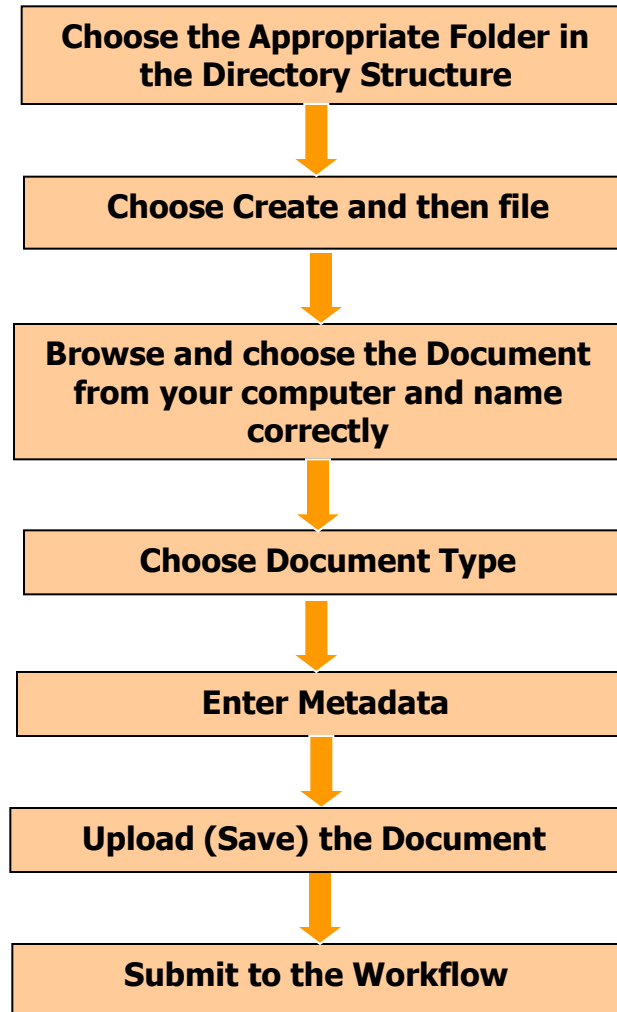 Choose the Appropriate Folder in
the Directory Structure
Choose Create and then file
Browse and choose the Document
from your computer and name
correctly
Choose Document Type
Enter Metadata
Upload (Save) the Document
Submit to the Workflow